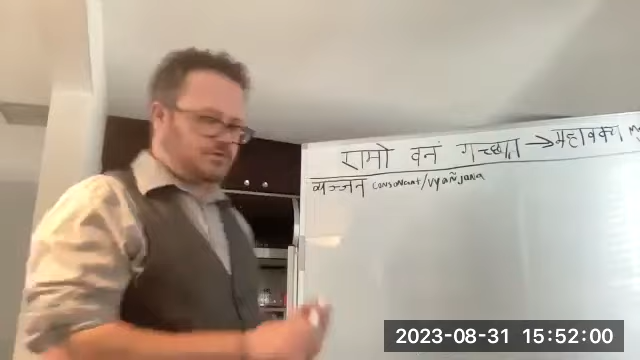 रामो वनं गच्छति → महावाक्य
व्यञ्जन consonant/vyañjana
2023-08-31 15:52:00